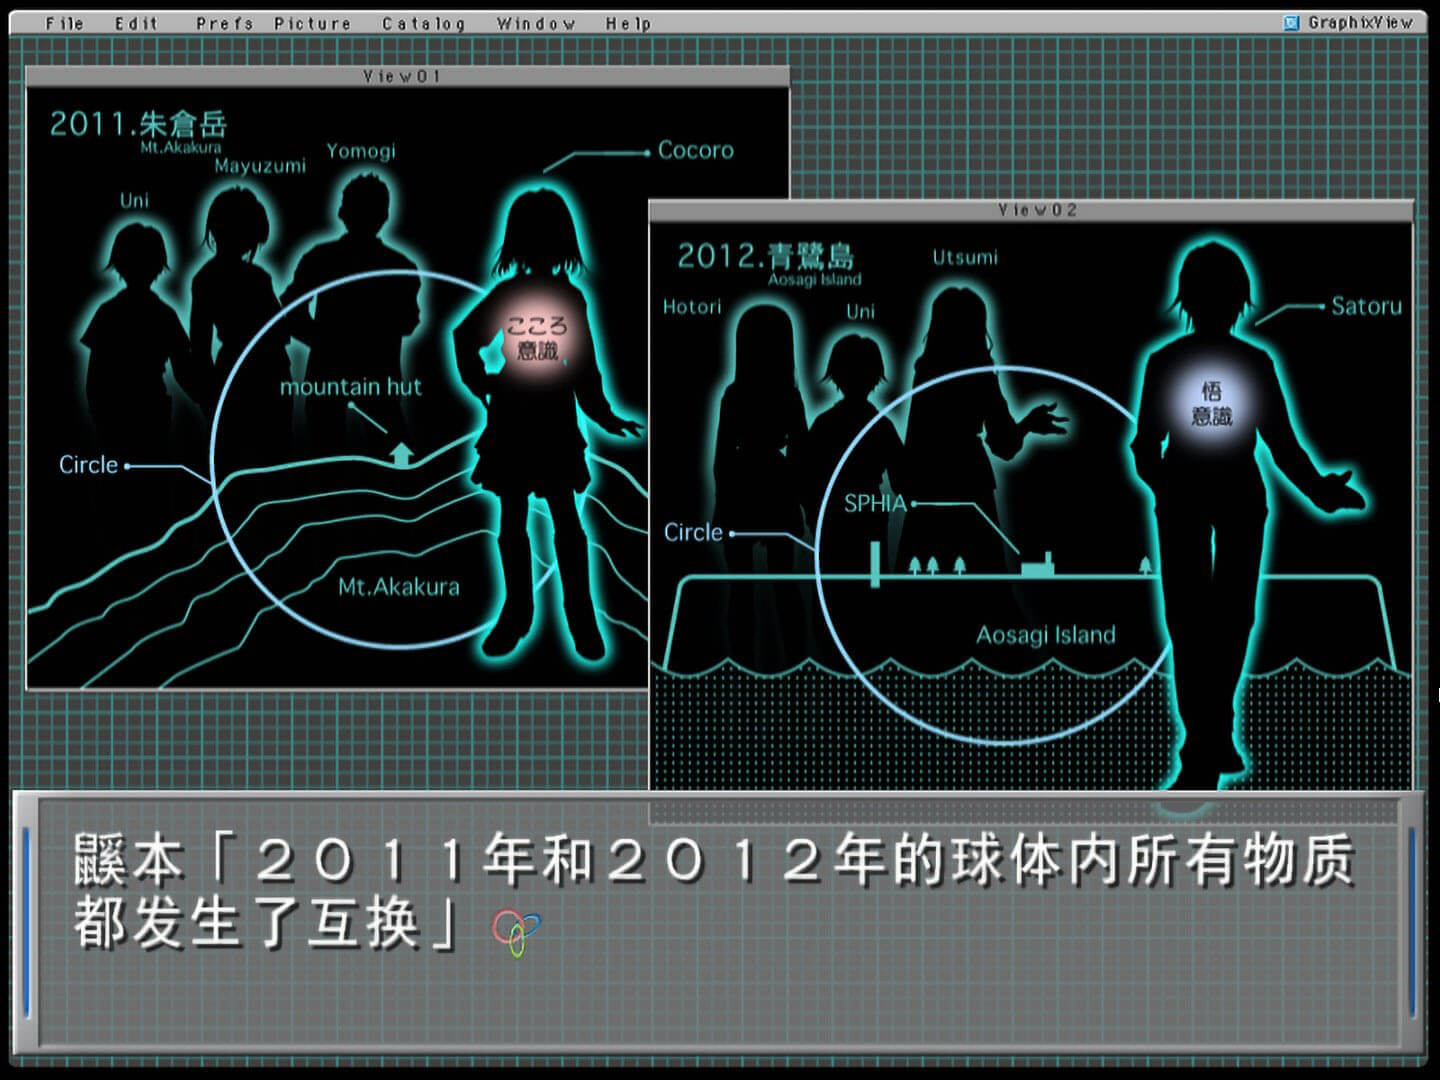 File Edit Prefs Picture Catalog Window Help GraphixView
View01
2011.朱倉岳
Mt.Akakura
Uni
Mayuzumi
Yomogi
Cocoro
こころ
意識
mountain hut
Circle
Mt.Akakura
View02
2012.青鷺島
Aosagi Island
Hotori
Uni
Utsumi
Satoru
悟
意識
SPHIA
Circle
Aosagi Island
鼷本「２０１１年和２０１２年的球体内所有物质
都发生了互换」